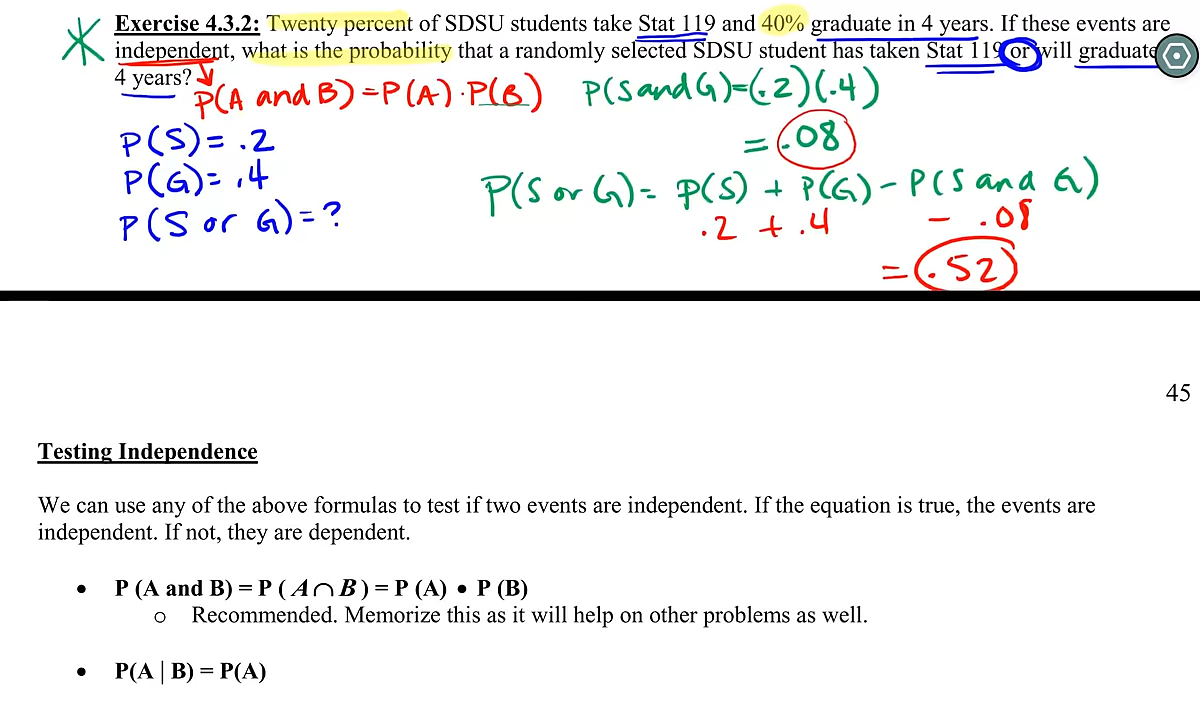 Exercise 4.3.2: Twenty percent of SDSU students take Stat 119 and 40% graduate in 4 years. If these events are
independent, what is the probability that a randomly selected SDSU student has taken Stat 119 or will graduate
4 years?
P(A and B) = P(A) · P(B)
P(S and G) = (.2)(.4)
= .08
P(S) = .2
P(G) = .4
P(S or G) = ?
P(S or G) = P(S) + P(G) - P(S and G)
.2 + .4 - .08
= .52
45
Testing Independence
We can use any of the above formulas to test if two events are independent. If the equation is true, the events are
independent. If not, they are dependent.
• P (A and B) = P ( A∩B ) = P (A) • P (B)
o Recommended. Memorize this as it will help on other problems as well.
• P(A | B) = P(A)